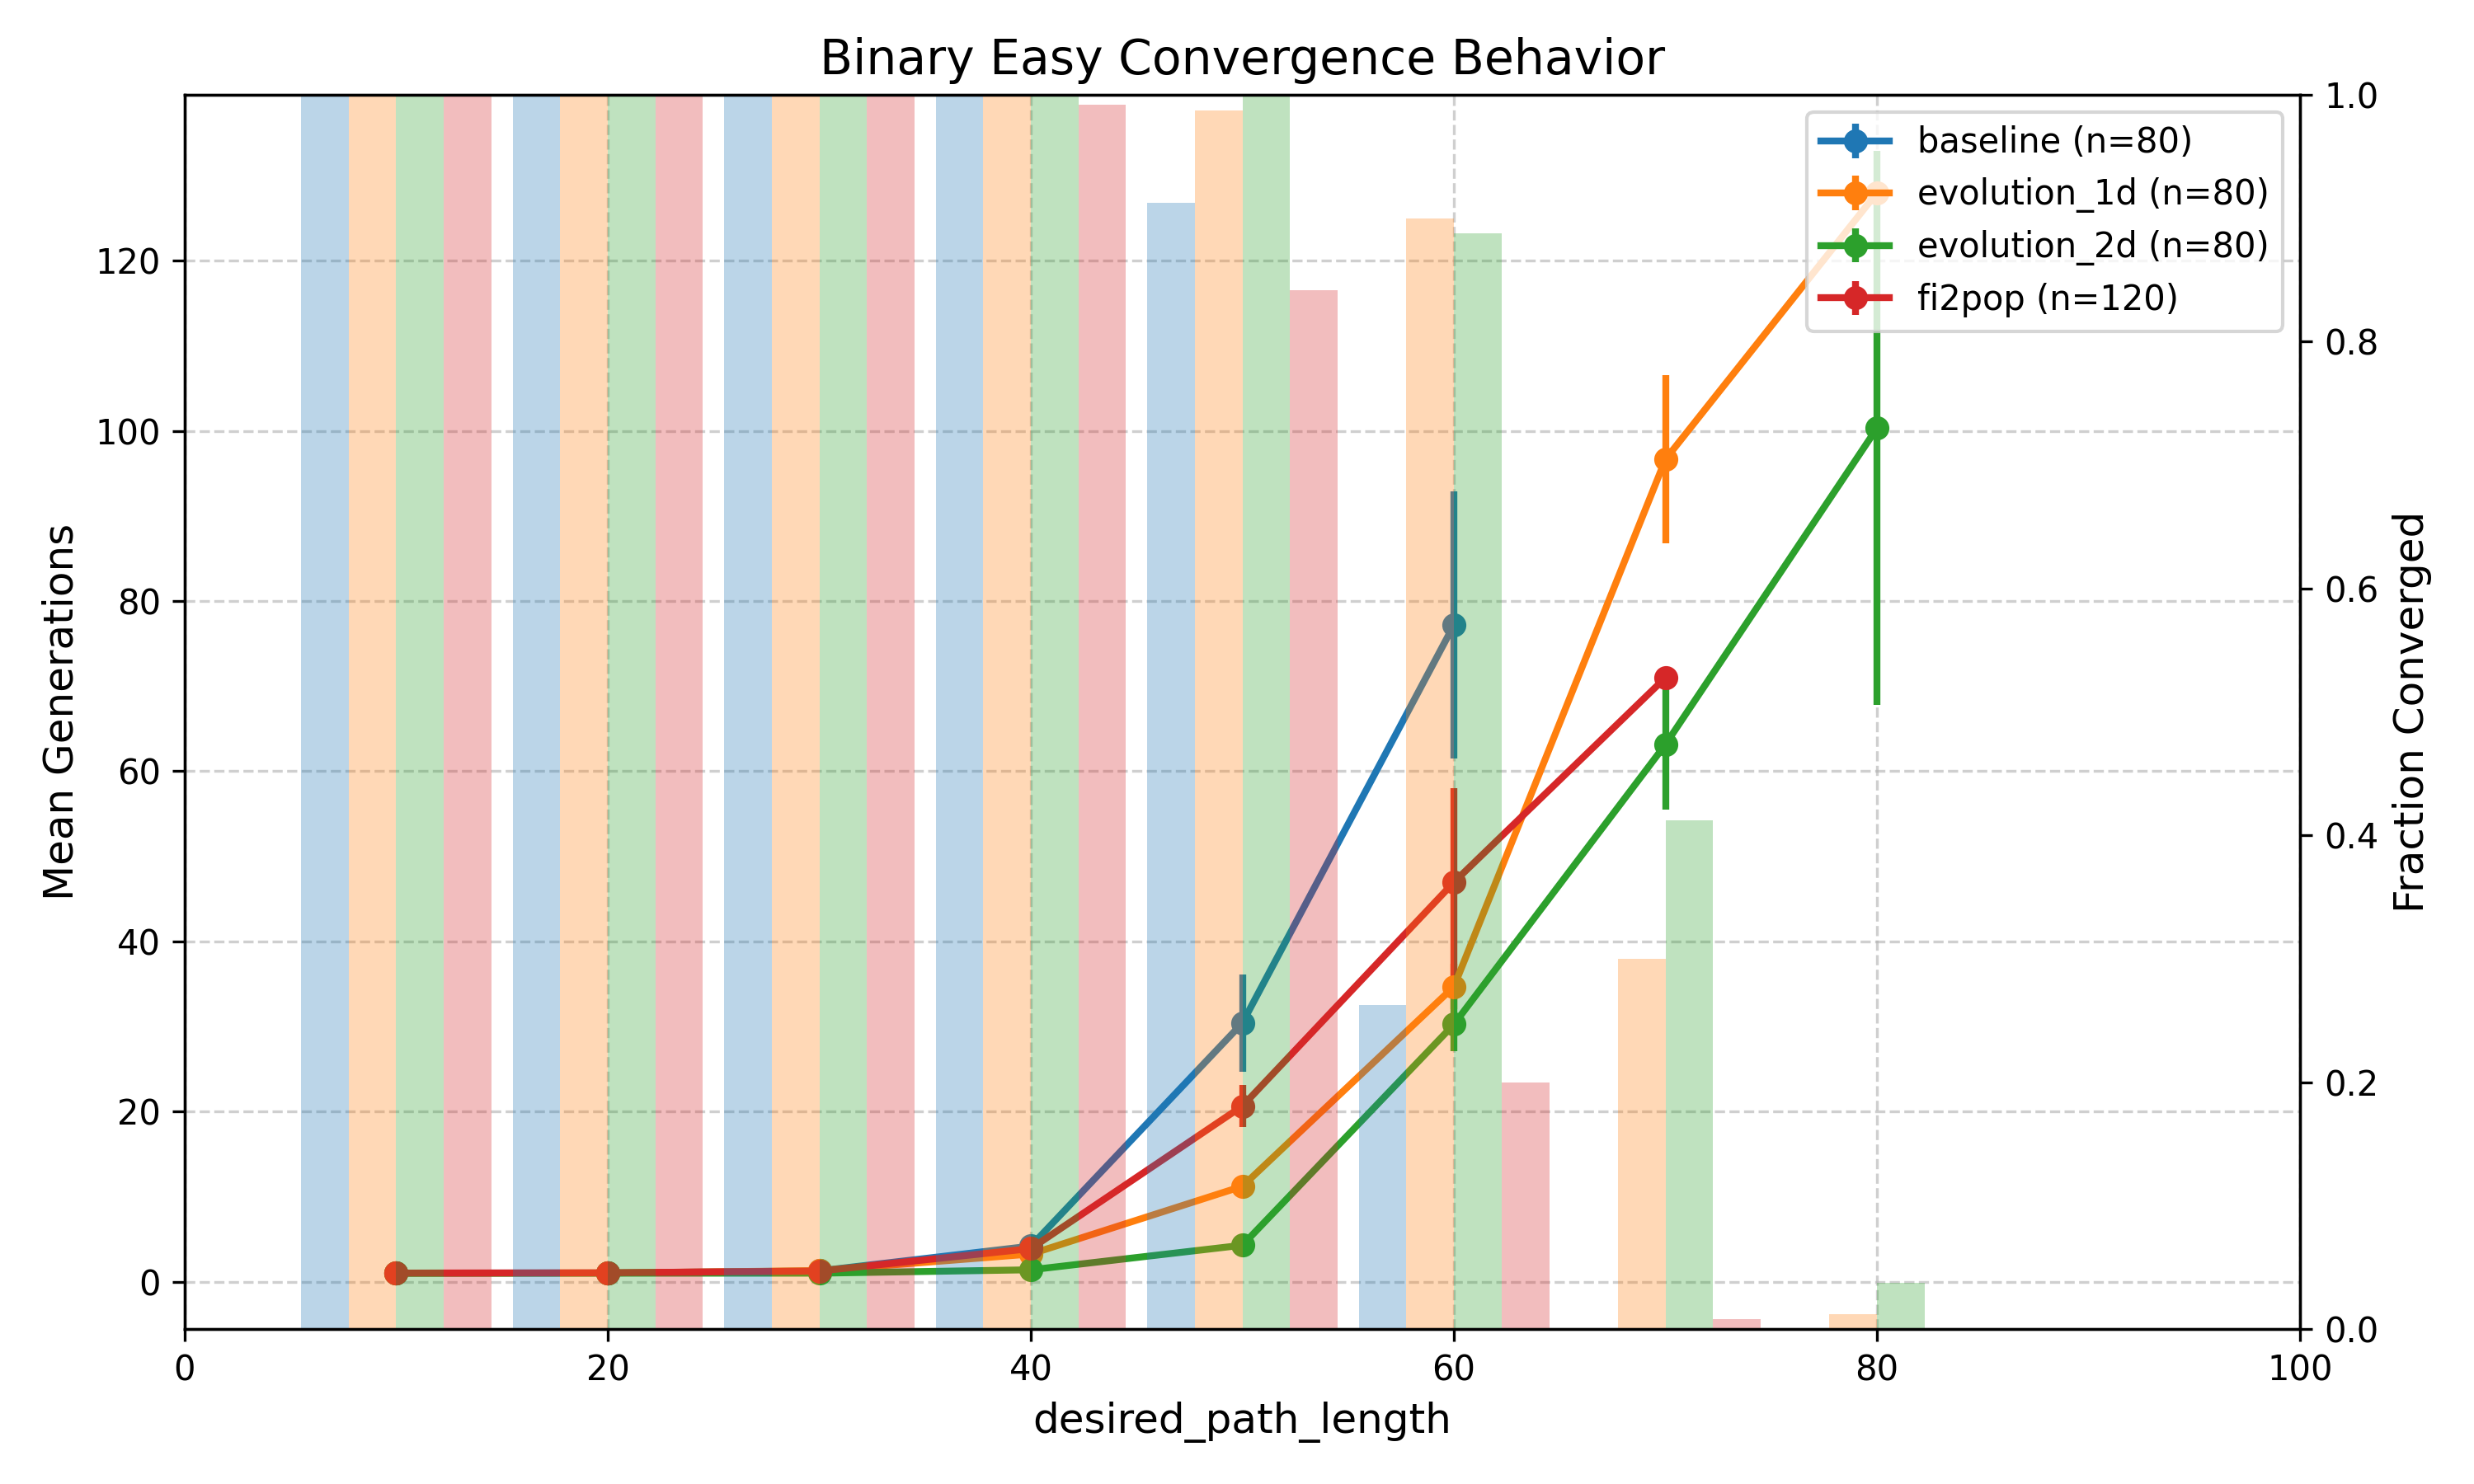 Binary Easy Convergence Behavior
baseline (n=80)
evolution_1d (n=80)
evolution_2d (n=80)
fi2pop (n=120)
Mean Generations
120
100
80
60
40
20
0
1.0
0.8
0.6
0.4
0.2
0.0
Fraction Converged
0 20 40 60 80 100
desired_path_length